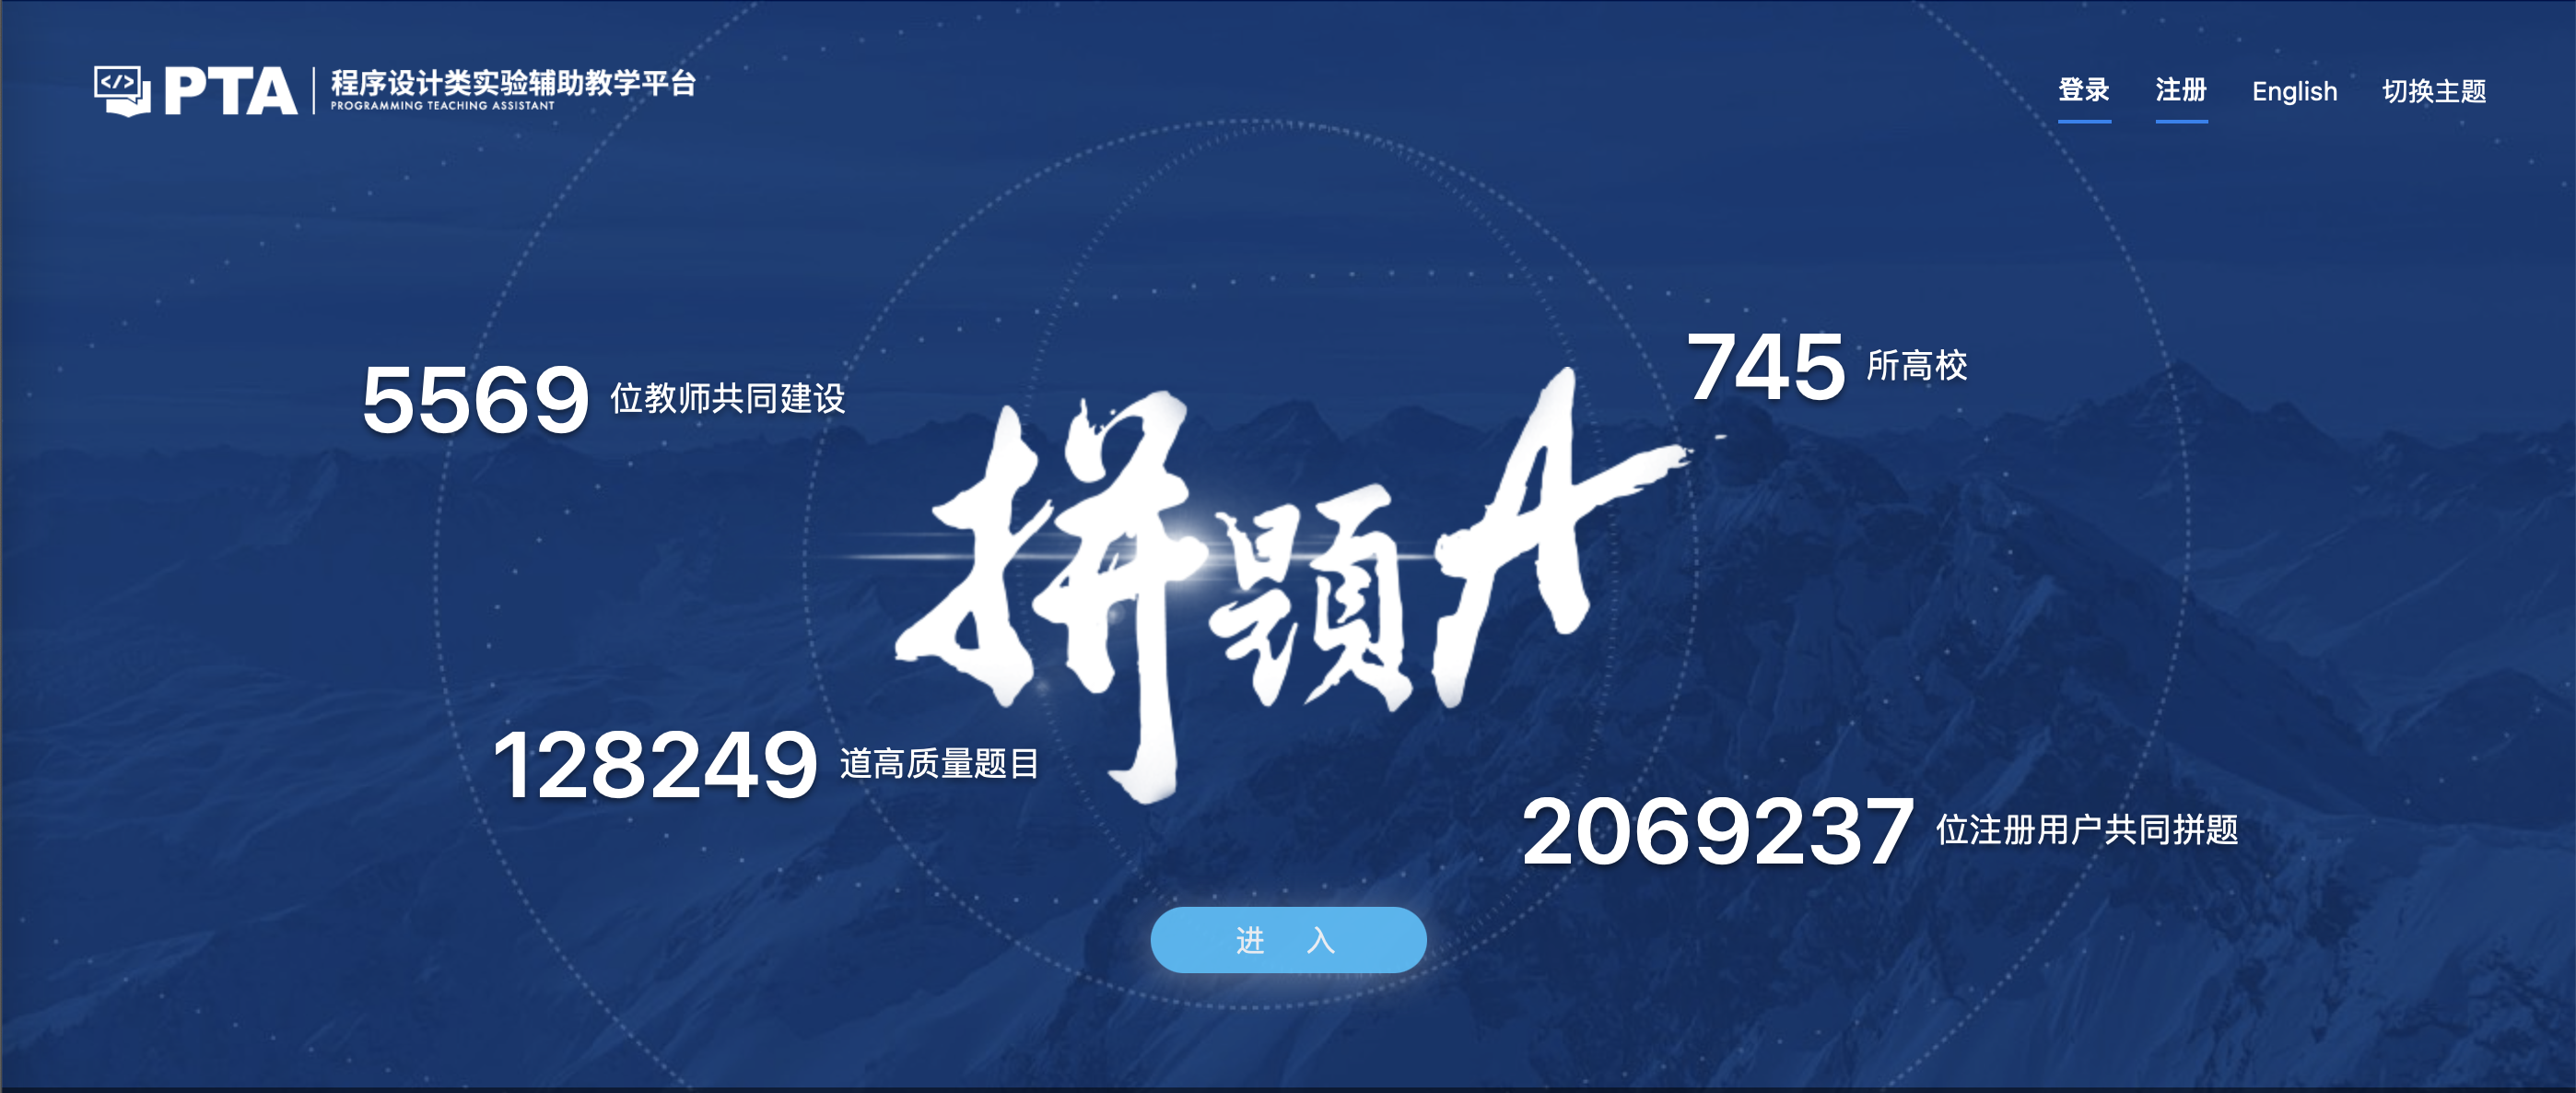 </> PTA 程序设计类实验辅助教学平台
PROGRAMMING TEACHING ASSISTANT
登录 注册 English 切换主题
745 所高校
5569 位教师共同建设
拼題A
128249 道高质量题目
2069237 位注册用户共同拼题
进 入